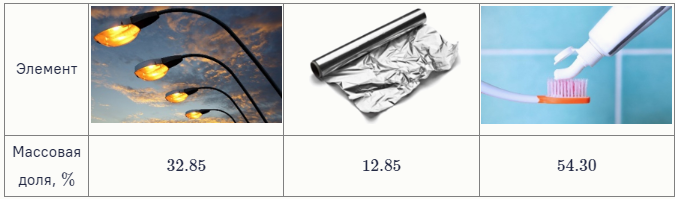 Элемент
Массовая
доля, %
32.85
12.85
54.30